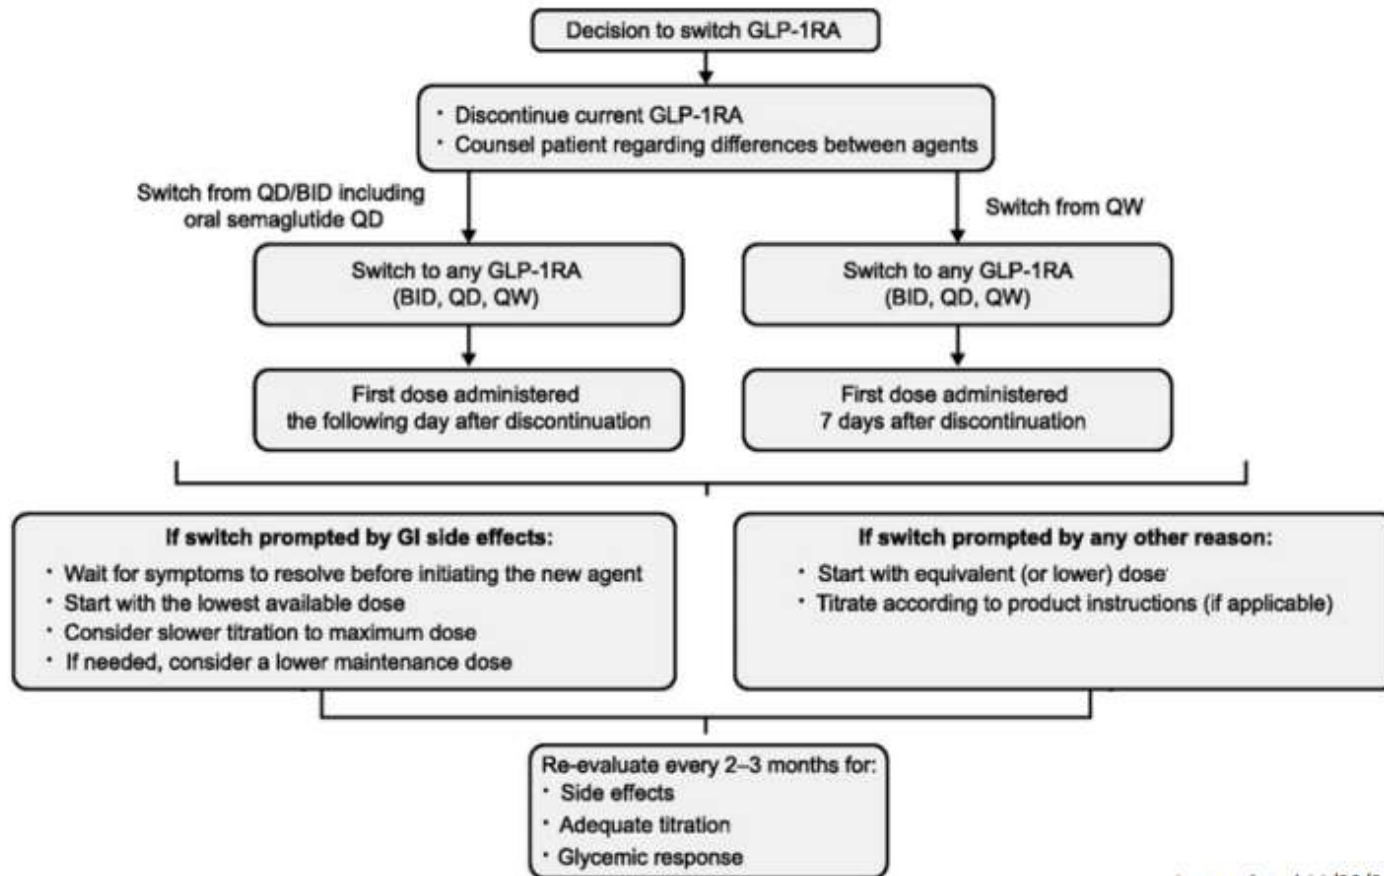 Decision to switch GLP-1RA
· Discontinue current GLP-1RA
· Counsel patient regarding differences between agents
Switch from QD/BID including
oral semaglutide QD
Switch from QW
Switch to any GLP-1RA
(BID, QD, QW)
Switch to any GLP-1RA
(BID, QD, QW)
First dose administered
the following day after discontinuation
First dose administered
7 days after discontinuation
If switch prompted by GI side effects:
· Wait for symptoms to resolve before initiating the new agent
· Start with the lowest available dose
· Consider slower titration to maximum dose
· If needed, consider a lower maintenance dose
If switch prompted by any other reason:
· Start with equivalent (or lower) dose
· Titrate according to product instructions (if applicable)
Re-evaluate every 2–3 months for:
· Side effects
· Adequate titration
· Glycemic response